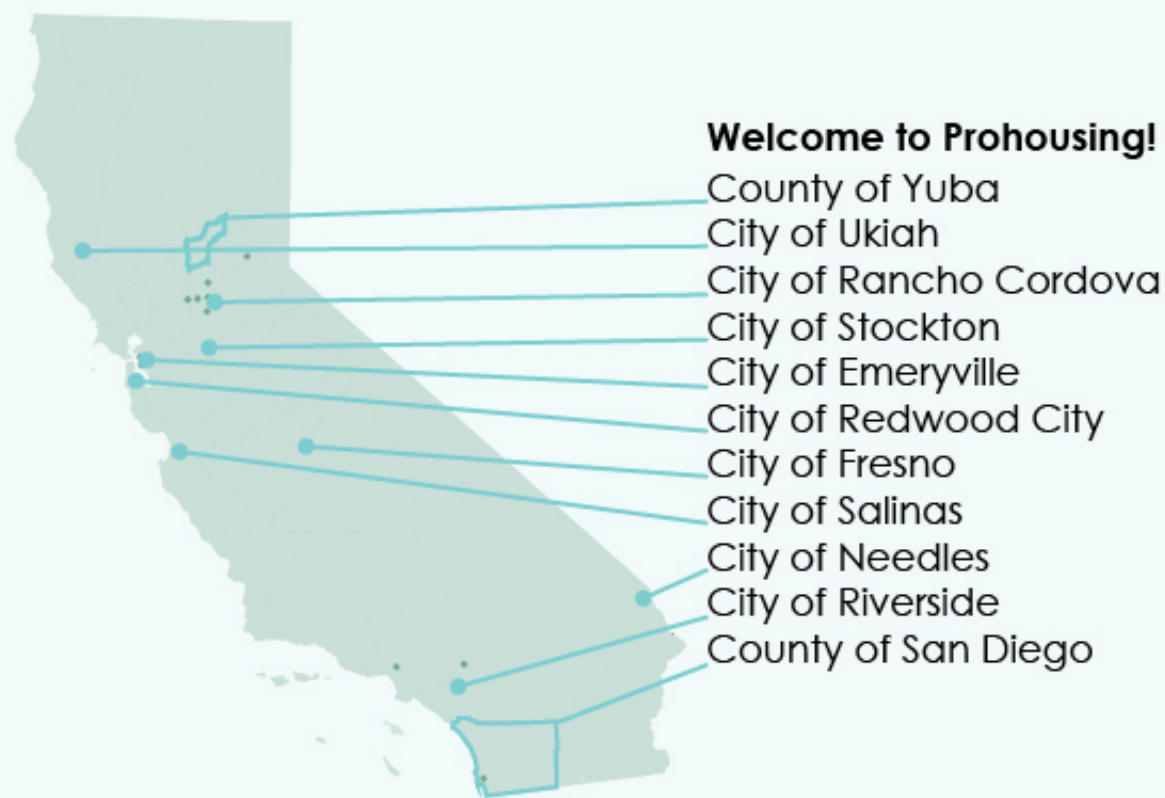 Welcome to Prohousing!
County of Yuba
City of Ukiah
City of Rancho Cordova
City of Stockton
City of Emeryville
City of Redwood City
City of Fresno
City of Salinas
City of Needles
City of Riverside
County of San Diego